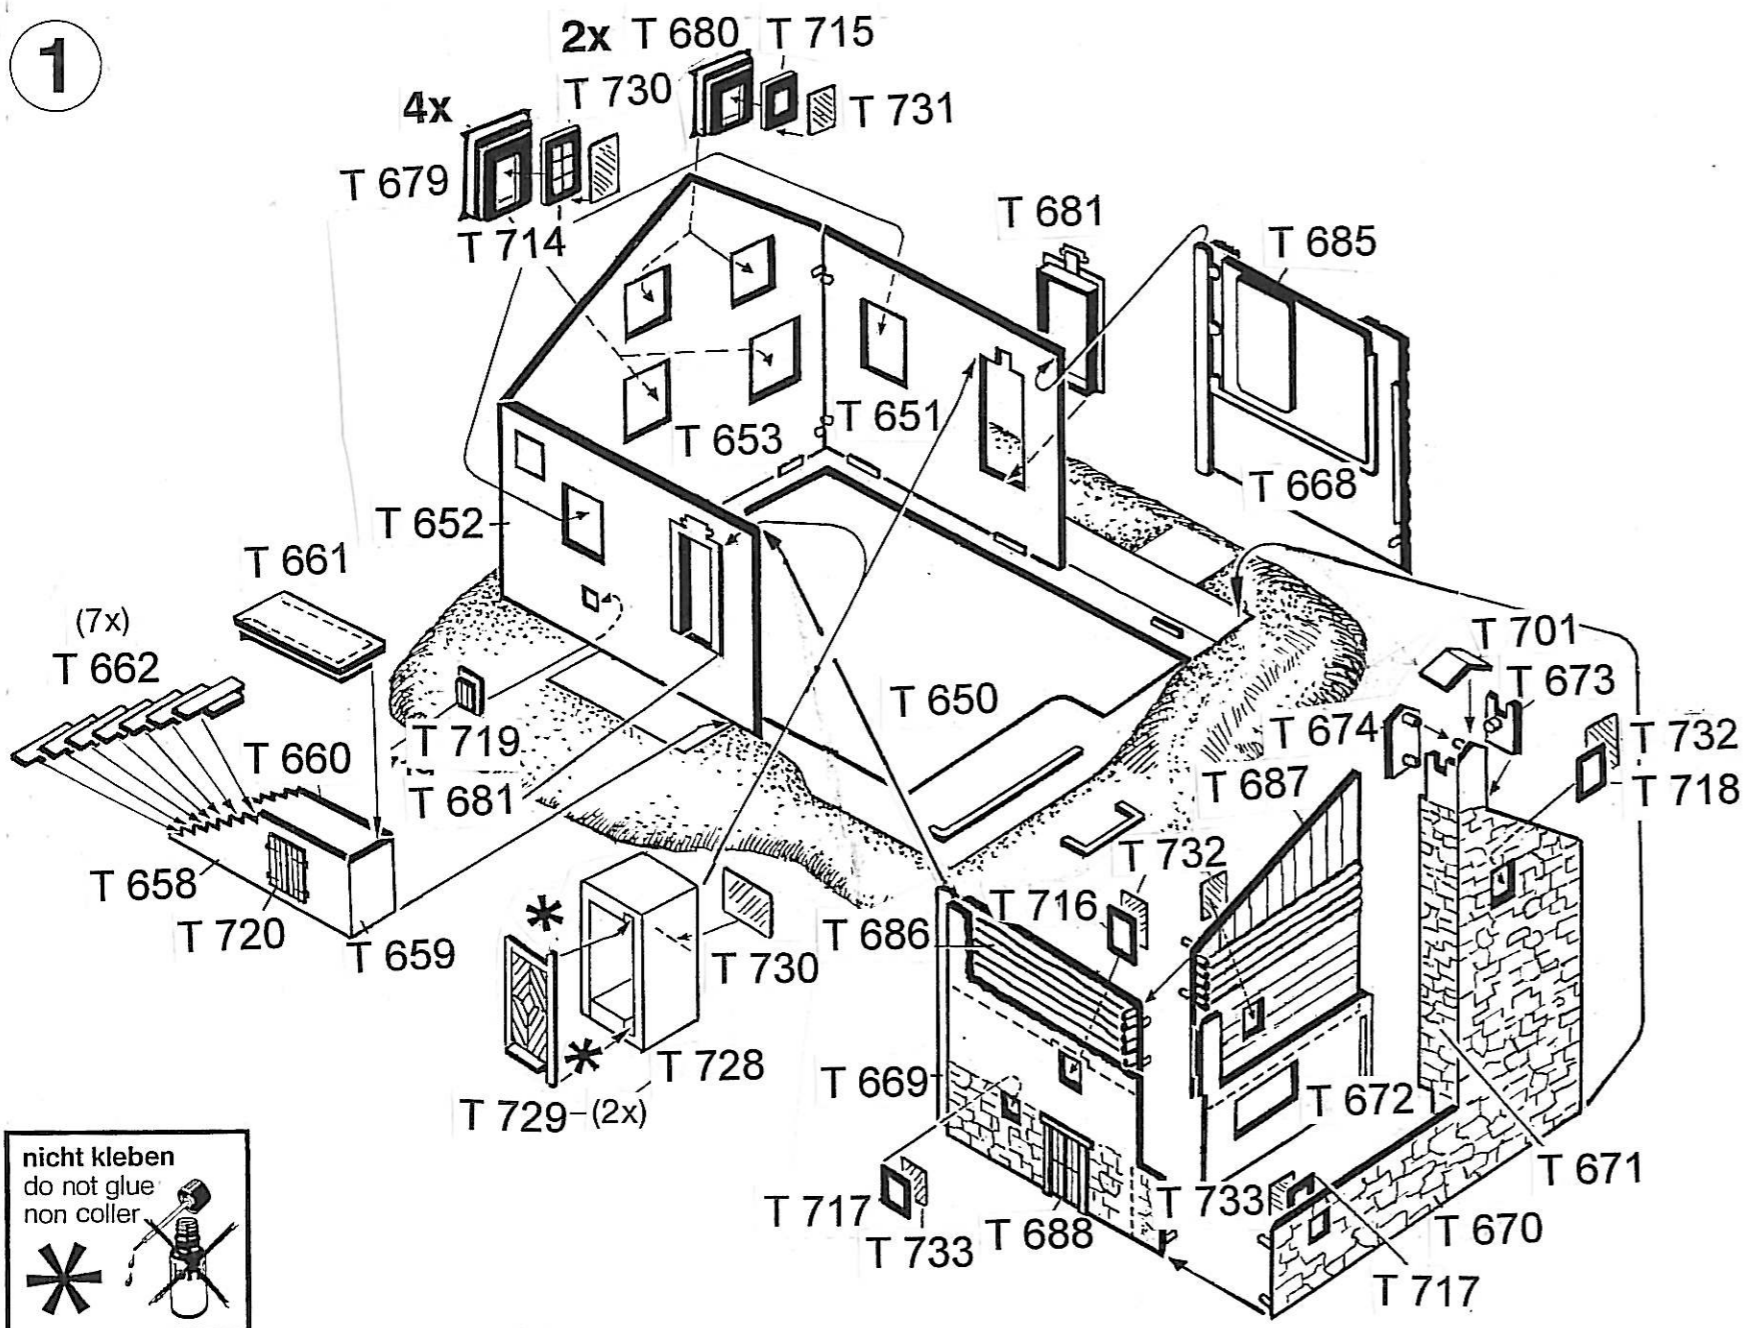 1
2x T 680 T 715
4x T 730 T 731
T 679
T 714
T 681
T 685
T 653
T 651
T 668
T 652
T 661
(7x)
T 662
T 719
T 660
T 681
T 650
T 701
T 673
T 674
T 732
T 718
T 687
T 732
T 716
T 658
T 720
T 659
T 686
T 730
T 728
T 729 (2x)
T 669
T 672
T 671
T 717
T 733
T 688
T 733
T 670
T 717
nicht kleben
do not glue
non coller